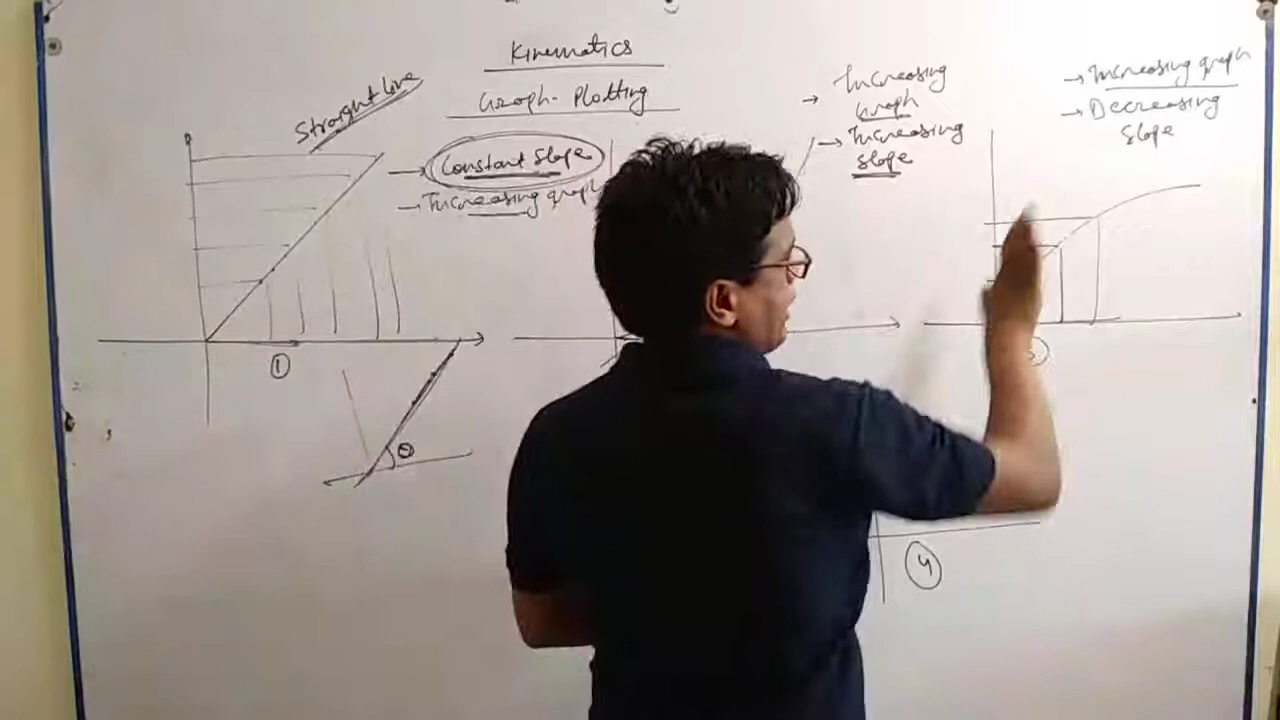 Kinematics
Graph-Plotting
Straight line
→ Constant Slope
→ Increasing graph
①
→ Increasing
Graph
→ Increasing
Slope
→ Increasing graph
→ Decreasing
Slope
④